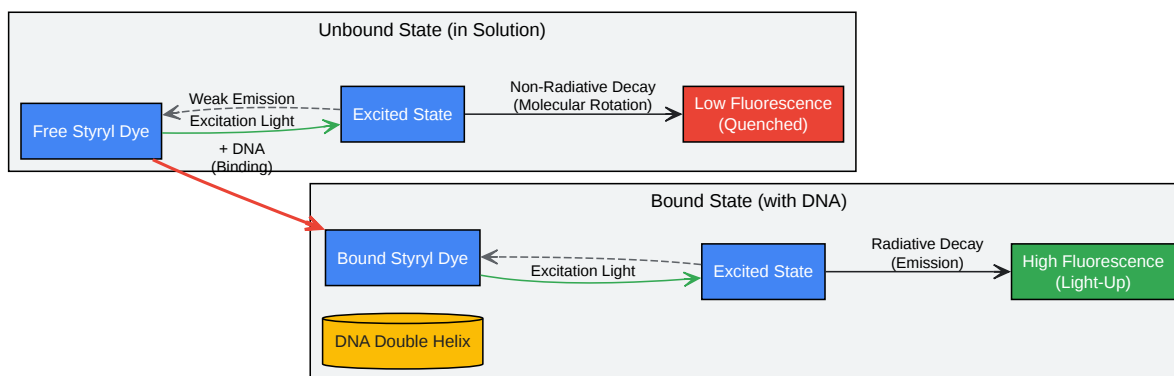 Unbound State (in Solution)
Free Styryl Dye
Weak Emission
Excitation Light
Excited State
Non-Radiative Decay
(Molecular Rotation)
Low Fluorescence
(Quenched)
+ DNA
(Binding)
Bound State (with DNA)
Bound Styryl Dye
Excitation Light
Excited State
Radiative Decay
(Emission)
High Fluorescence
(Light-Up)
DNA Double Helix